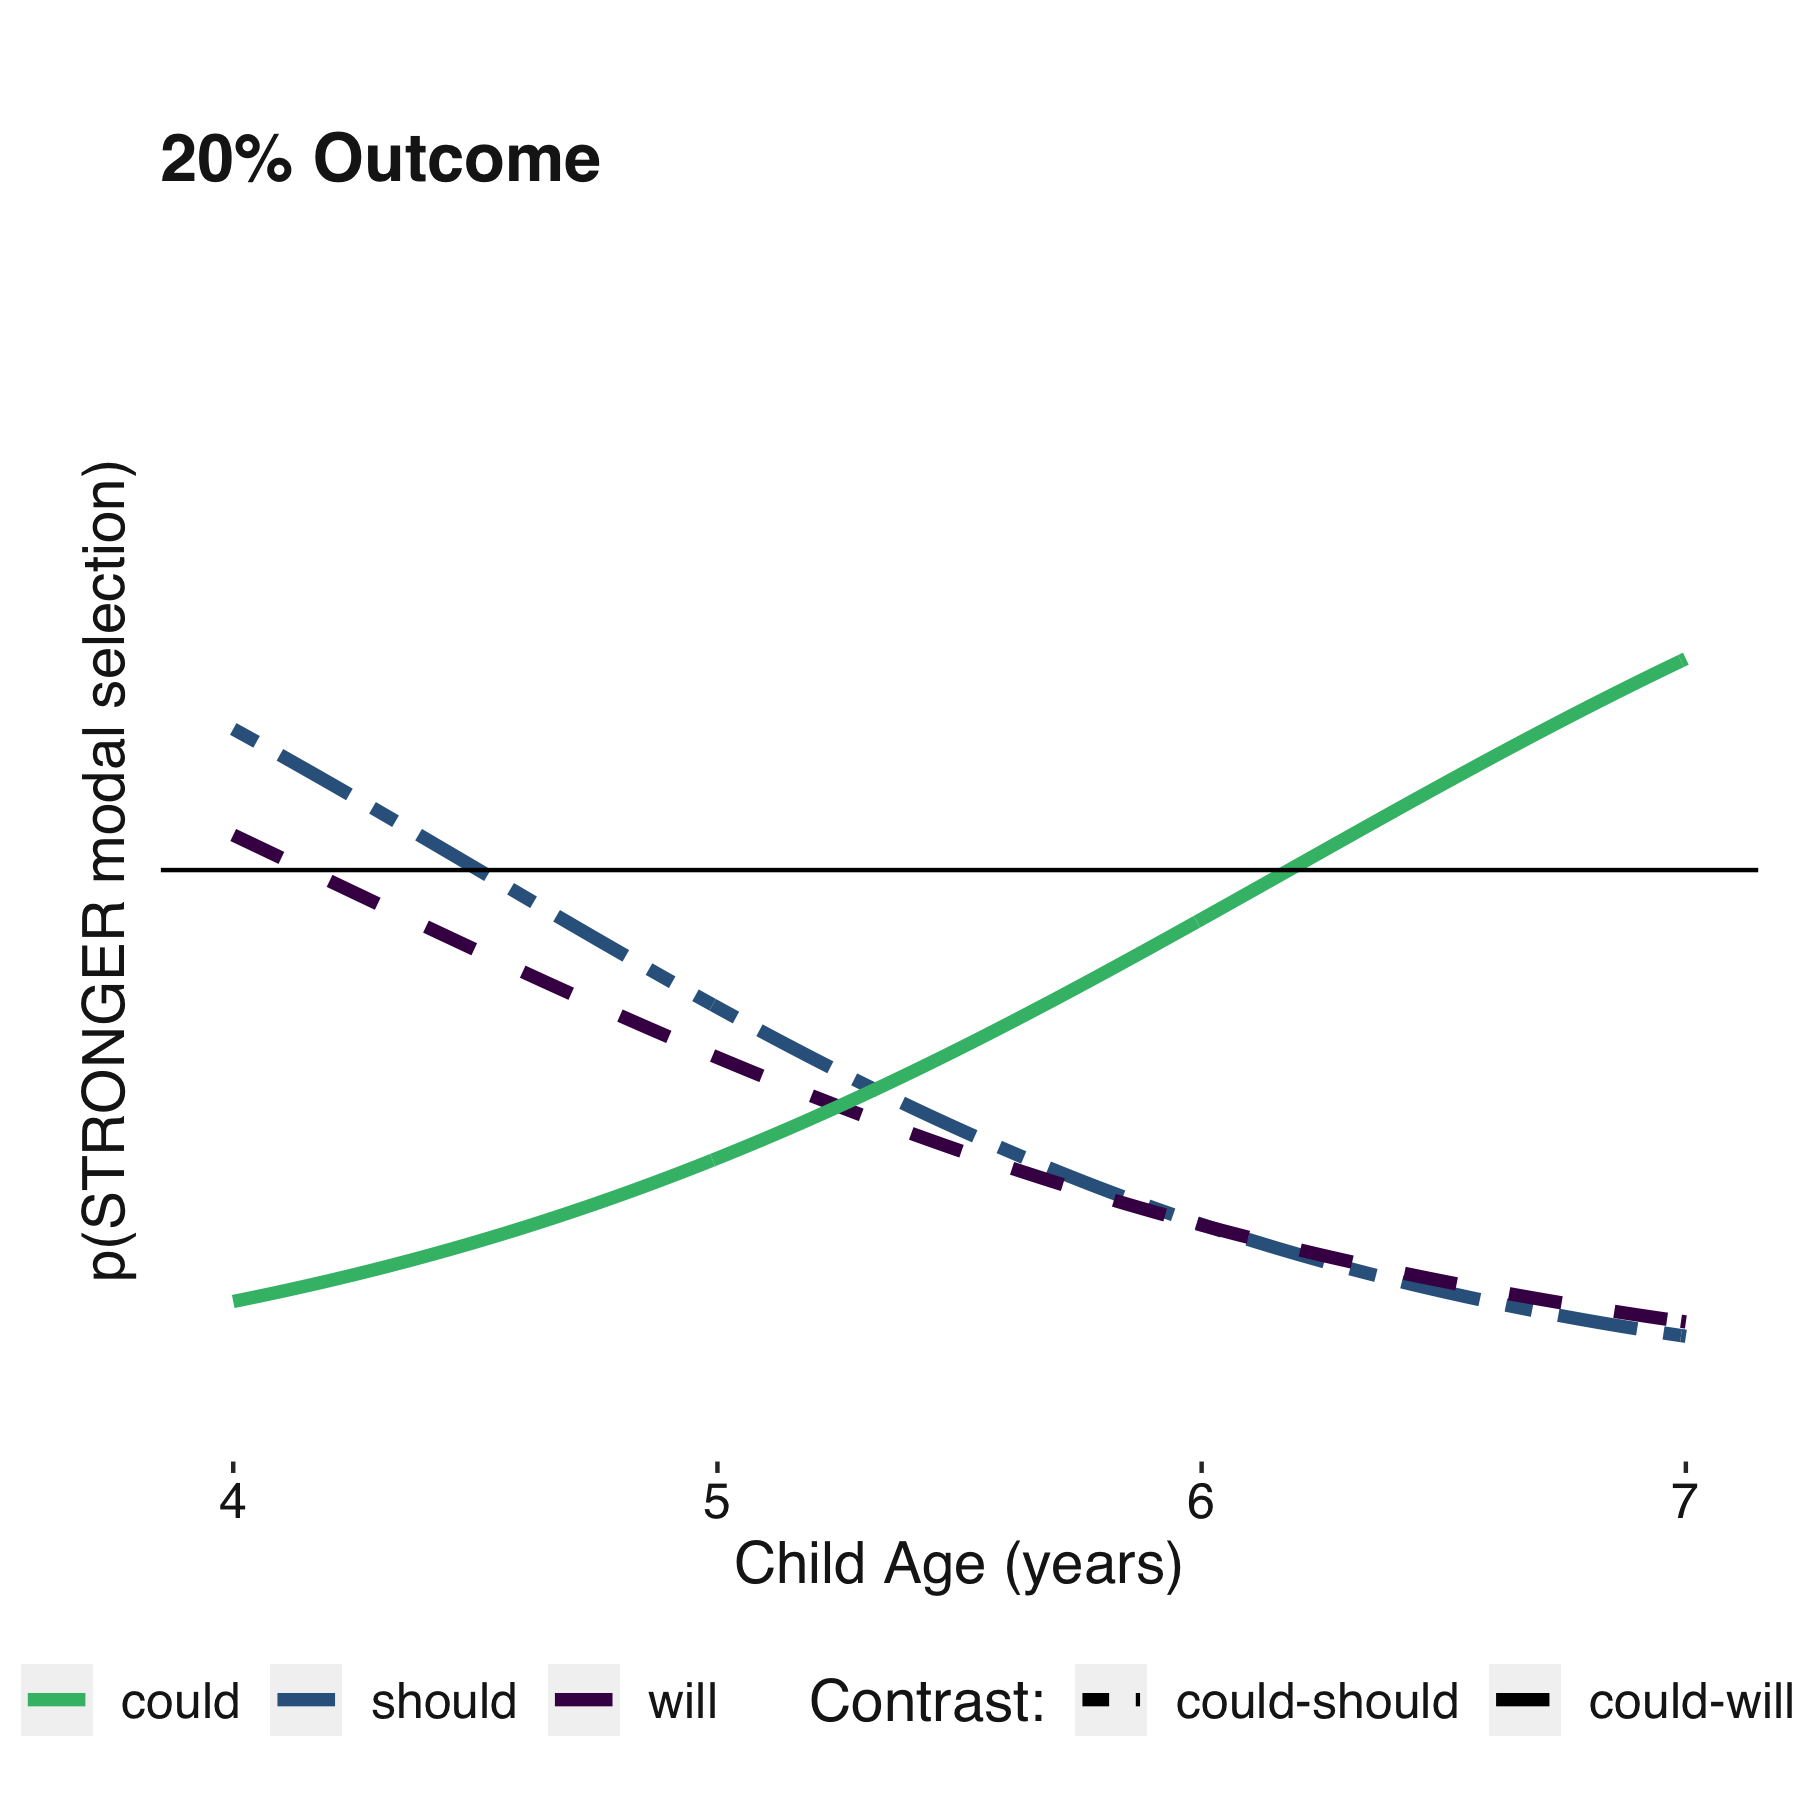 20% Outcome
p(STRONGER modal selection)
4 5 6 7
Child Age (years)
could should will Contrast: could-should could-will